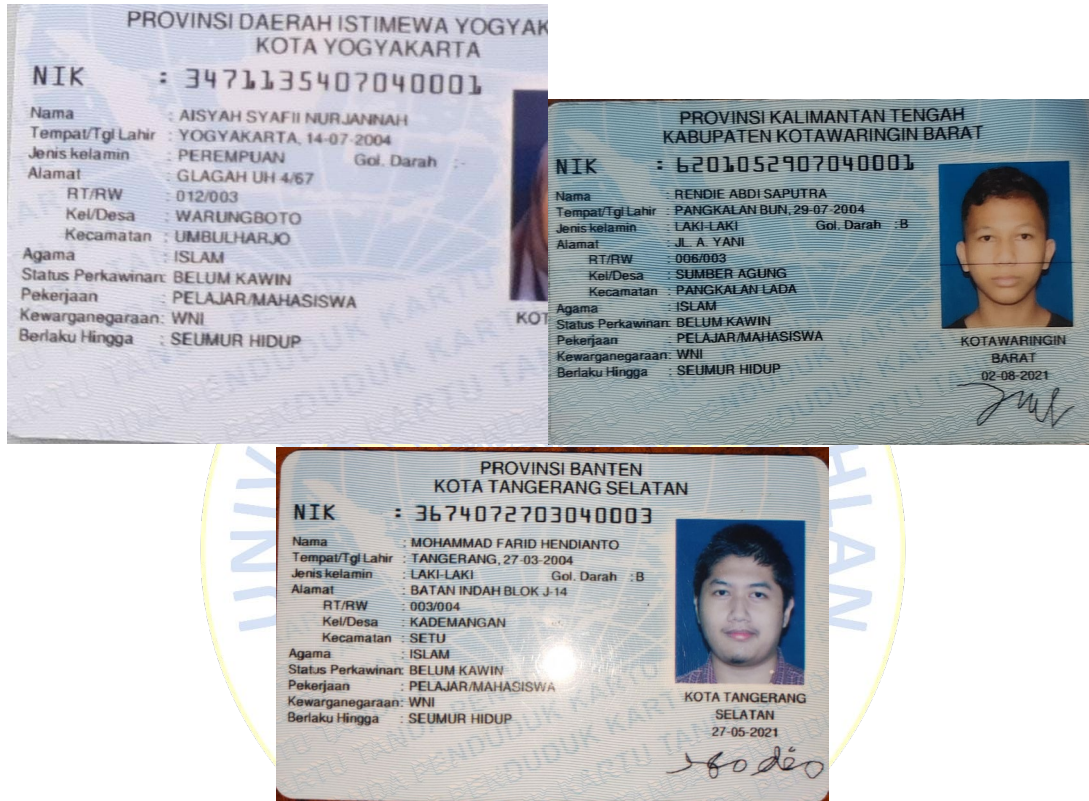 PROVINSI DAERAH ISTIMEWA YOGYAK
KOTA YOGYAKARTA
NIK : 3471135407040001
Nama : AISYAH SYAFII NURJANNAH
Tempat/Tgl Lahir : YOGYAKARTA, 14-07-2004
Jenis kelamin : PEREMPUAN Gol. Darah :-
Alamat : GLAGAH UH 4/67
RT/RW : 012/003
Kel/Desa : WARUNGBOTO
Kecamatan : UMBULHARJO
Agama : ISLAM
Status Perkawinan: BELUM KAWIN
Pekerjaan : PELAJAR/MAHASISWA
Kewarganegaraan: WNI
Berlaku Hingga : SEUMUR HIDUP
KOT
PROVINSI KALIMANTAN TENGAH
KABUPATEN KOTAWARINGIN BARAT
NIK : 6201052907040001
Nama : RENDIE ABDI SAPUTRA
Tempat/Tgl Lahir : PANGKALAN BUN, 29-07-2004
Jenis kelamin : LAKI-LAKI Gol. Darah :B
Alamat : JL. A. YANI
RT/RW : 006/003
Kel/Desa : SUMBER AGUNG
Kecamatan : PANGKALAN LADA
Agama : ISLAM
Status Perkawinan: BELUM KAWIN
Pekerjaan : PELAJAR/MAHASISWA
Kewarganegaraan: WNI
Berlaku Hingga : SEUMUR HIDUP
KOTAWARINGIN
BARAT
02-08-2021
PROVINSI BANTEN
KOTA TANGERANG SELATAN
NIK : 3674072703040003
Nama : MOHAMMAD FARID HENDIANTO
Tempat/Tgl Lahir : TANGERANG, 27-03-2004
Jenis kelamin : LAKI-LAKI Gol. Darah :B
Alamat : BATAN INDAH BLOK J-14
RT/RW : 003/004
Kel/Desa : KADEMANGAN
Kecamatan : SETU
Agama : ISLAM
Status Perkawinan: BELUM KAWIN
Pekerjaan : PELAJAR/MAHASISWA
Kewarganegaraan: WNI
Berlaku Hingga : SEUMUR HIDUP
KOTA TANGERANG
SELATAN
27-05-2021